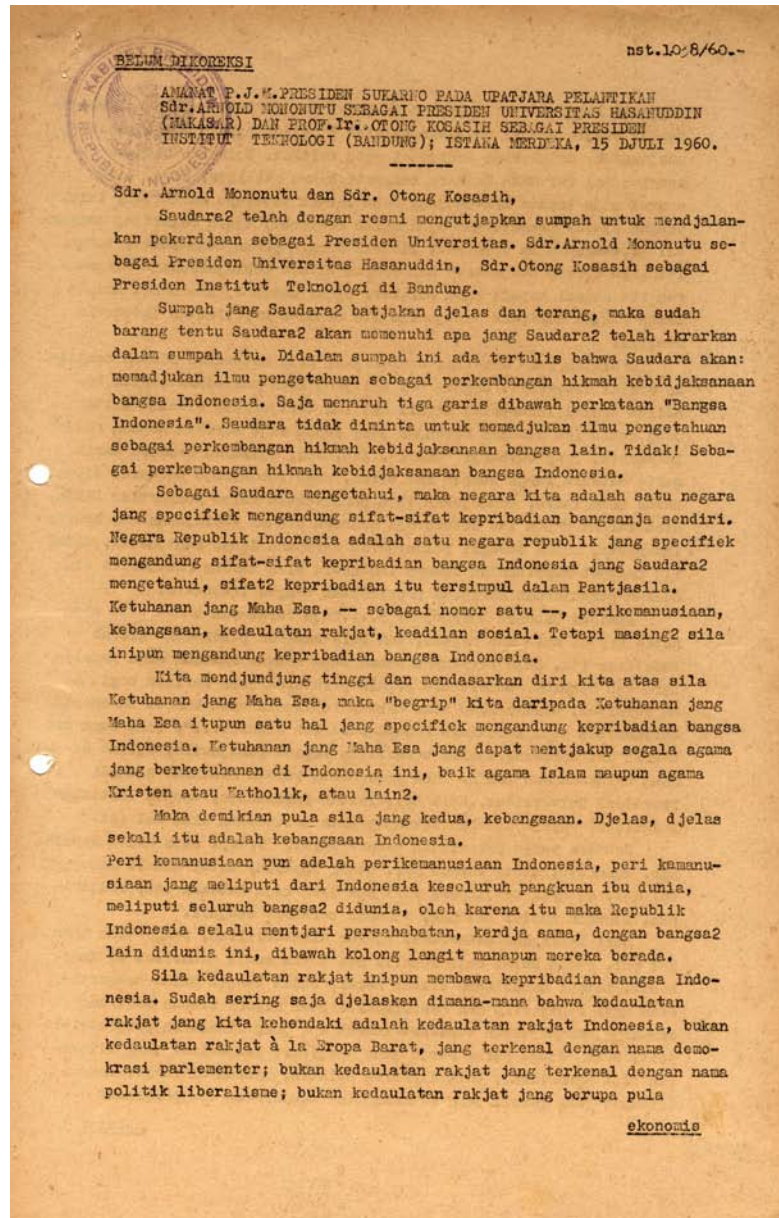 nst.10 8/60.-
BELUM DIKOREKSI
AMANAT P.J.M.PRESIDEN SUKARNO PADA UPATJARA PELANTIKAN
Sdr.ARNOLD MONONUTU SEBAGAI PRESIDEN UNIVERSITAS HASANUDDIN
(MAKASAR) DAN PROF.Ir..OTONG KOSASIH SEBAGAI PRESIDEN
INSTITUT TEKNOLOGI (BANDUNG); ISTANA MERDEKA, 15 DJULI 1960.
-------
Sdr. Arnold Mononutu dan Sdr. Otong Kosasih,
Saudara2 telah dengan resmi mengutjapkan sumpah untuk mendjalan-
kan pekerdjaan sebagai Presiden Universitas. Sdr.Arnold Mononutu se-
bagai Presiden Universitas Hasanuddin, Sdr.Otong Kosasih sebagai
Presiden Institut Teknologi di Bandung.
Sumpah jang Saudara2 batjakan djelas dan terang, maka sudah
barang tentu Saudara2 akan memenuhi apa jang Saudara2 telah ikrarkan
dalam sumpah itu. Didalam sumpah ini ada tertulis bahwa Saudara akan:
memadjukan ilmu pengetahuan sebagai perkembangan hikmah kebidjaksanaan
bangsa Indonesia. Saja menaruh tiga garis dibawah perkataan "Bangsa
Indonesia". Saudara tidak diminta untuk memadjukan ilmu pengetahuan
sebagai perkembangan hikmah kebidjaksanaan bangsa lain. Tidak! Seba-
gai perkembangan hikmah kebidjaksanaan bangsa Indonesia.
Sebagai Saudara mengetahui, maka negara kita adalah satu negara
jang specifiek mengandung sifat-sifat kepribadian bangsanja sendiri.
Negara Republik Indonesia adalah satu negara republik jang specifiek
mengandung sifat-sifat kepribadian bangsa Indonesia jang Saudara2
mengetahui, sifat2 kepribadian itu tersimpul dalam Pantjasila.
Ketuhanan jang Maha Esa, -- sebagai nomer satu --, perikemanusiaan,
kebangsaan, kedaulatan rakjat, keadilan sosial. Tetapi masing2 sila
inipun mengandung kepribadian bangsa Indonesia.
Kita mendjundjung tinggi dan mendasarkan diri kita atas sila
Ketuhanan jang Maha Esa, maka "begrip" kita daripada Ketuhanan jang
Maha Esa itupun satu hal jang specifiek mengandung kepribadian bangsa
Indonesia. Ketuhanan jang Maha Esa jang dapat mentjakup segala agama
jang berketuhanan di Indonesia ini, baik agama Islam maupun agama
Kristen atau Katholik, atau lain2.
Maka demikian pula sila jang kedua, kebangsaan. Djelas, djelas
sekali itu adalah kebangsaan Indonesia.
Peri kemanusiaan pun adalah perikemanusiaan Indonesia, peri kamanu-
siaan jang meliputi dari Indonesia keseluruh pangkuan ibu dunia,
meliputi seluruh bangsa2 didunia, oleh karena itu maka Republik
Indonesia selalu mentjari persahabatan, kerdja sama, dengan bangsa2
lain didunia ini, dibawah kolong langit manapun mereka berada.
Sila kedaulatan rakjat inipun membawa kepribadian bangsa Indo-
nesia. Sudah sering saja djelaskan dimana-mana bahwa kedaulatan
rakjat jang kita kehendaki adalah kedaulatan rakjat Indonesia, bukan
kedaulatan rakjat à la Eropa Barat, jang terkenal dengan nama demo-
krasi parlementer; bukan kedaulatan rakjat jang terkenal dengan nama
politik liberalisme; bukan kedaulatan rakjat jang berupa pula
ekonomis